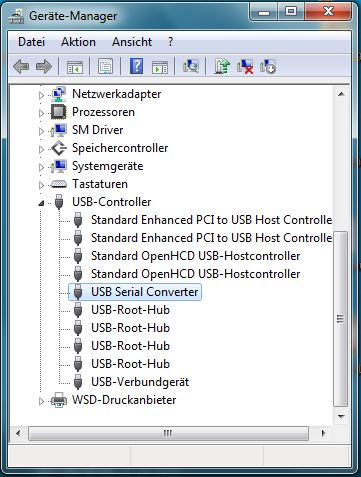 Geräte-Manager
Datei Aktion Ansicht ?
Netzwerkadapter
Prozessoren
SM Driver
Speichercontroller
Systemgeräte
Tastaturen
USB-Controller
Standard Enhanced PCI to USB Host Controlle
Standard Enhanced PCI to USB Host Controlle
Standard OpenHCD USB-Hostcontroller
Standard OpenHCD USB-Hostcontroller
USB Serial Converter
USB-Root-Hub
USB-Root-Hub
USB-Root-Hub
USB-Root-Hub
USB-Verbundgerät
WSD-Druckanbieter